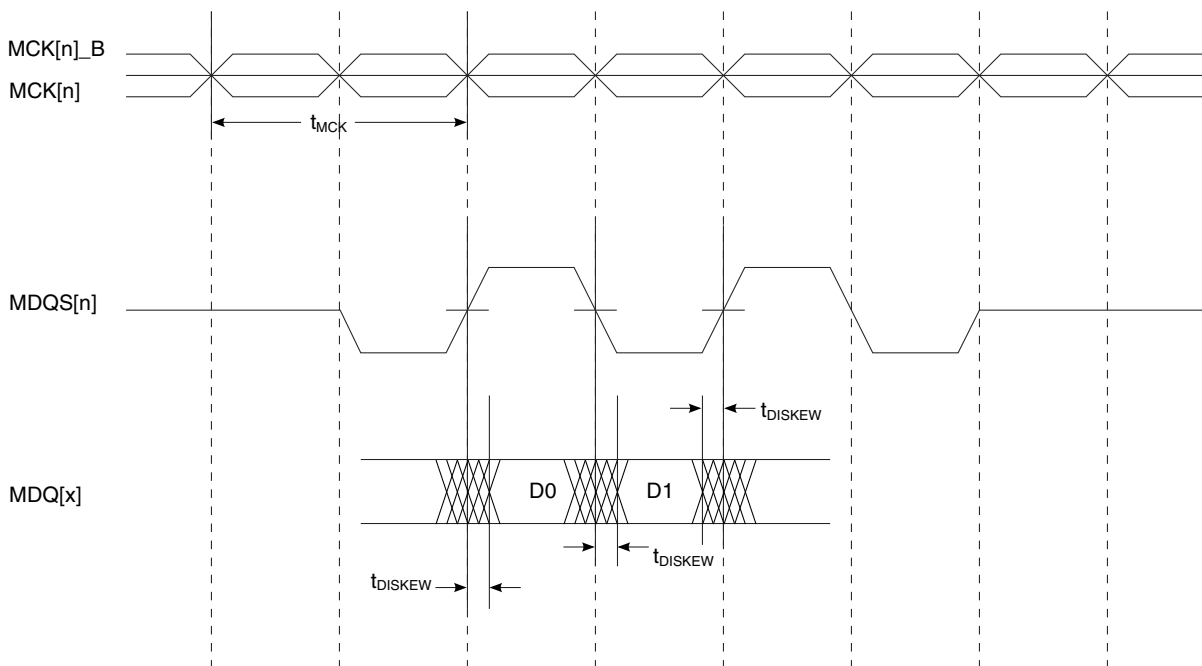 MCK[n]_B
MCK[n]
tMCK
MDQS[n]
tDISKEW
MDQ[x]
D0
D1
tDISKEW
tDISKEW